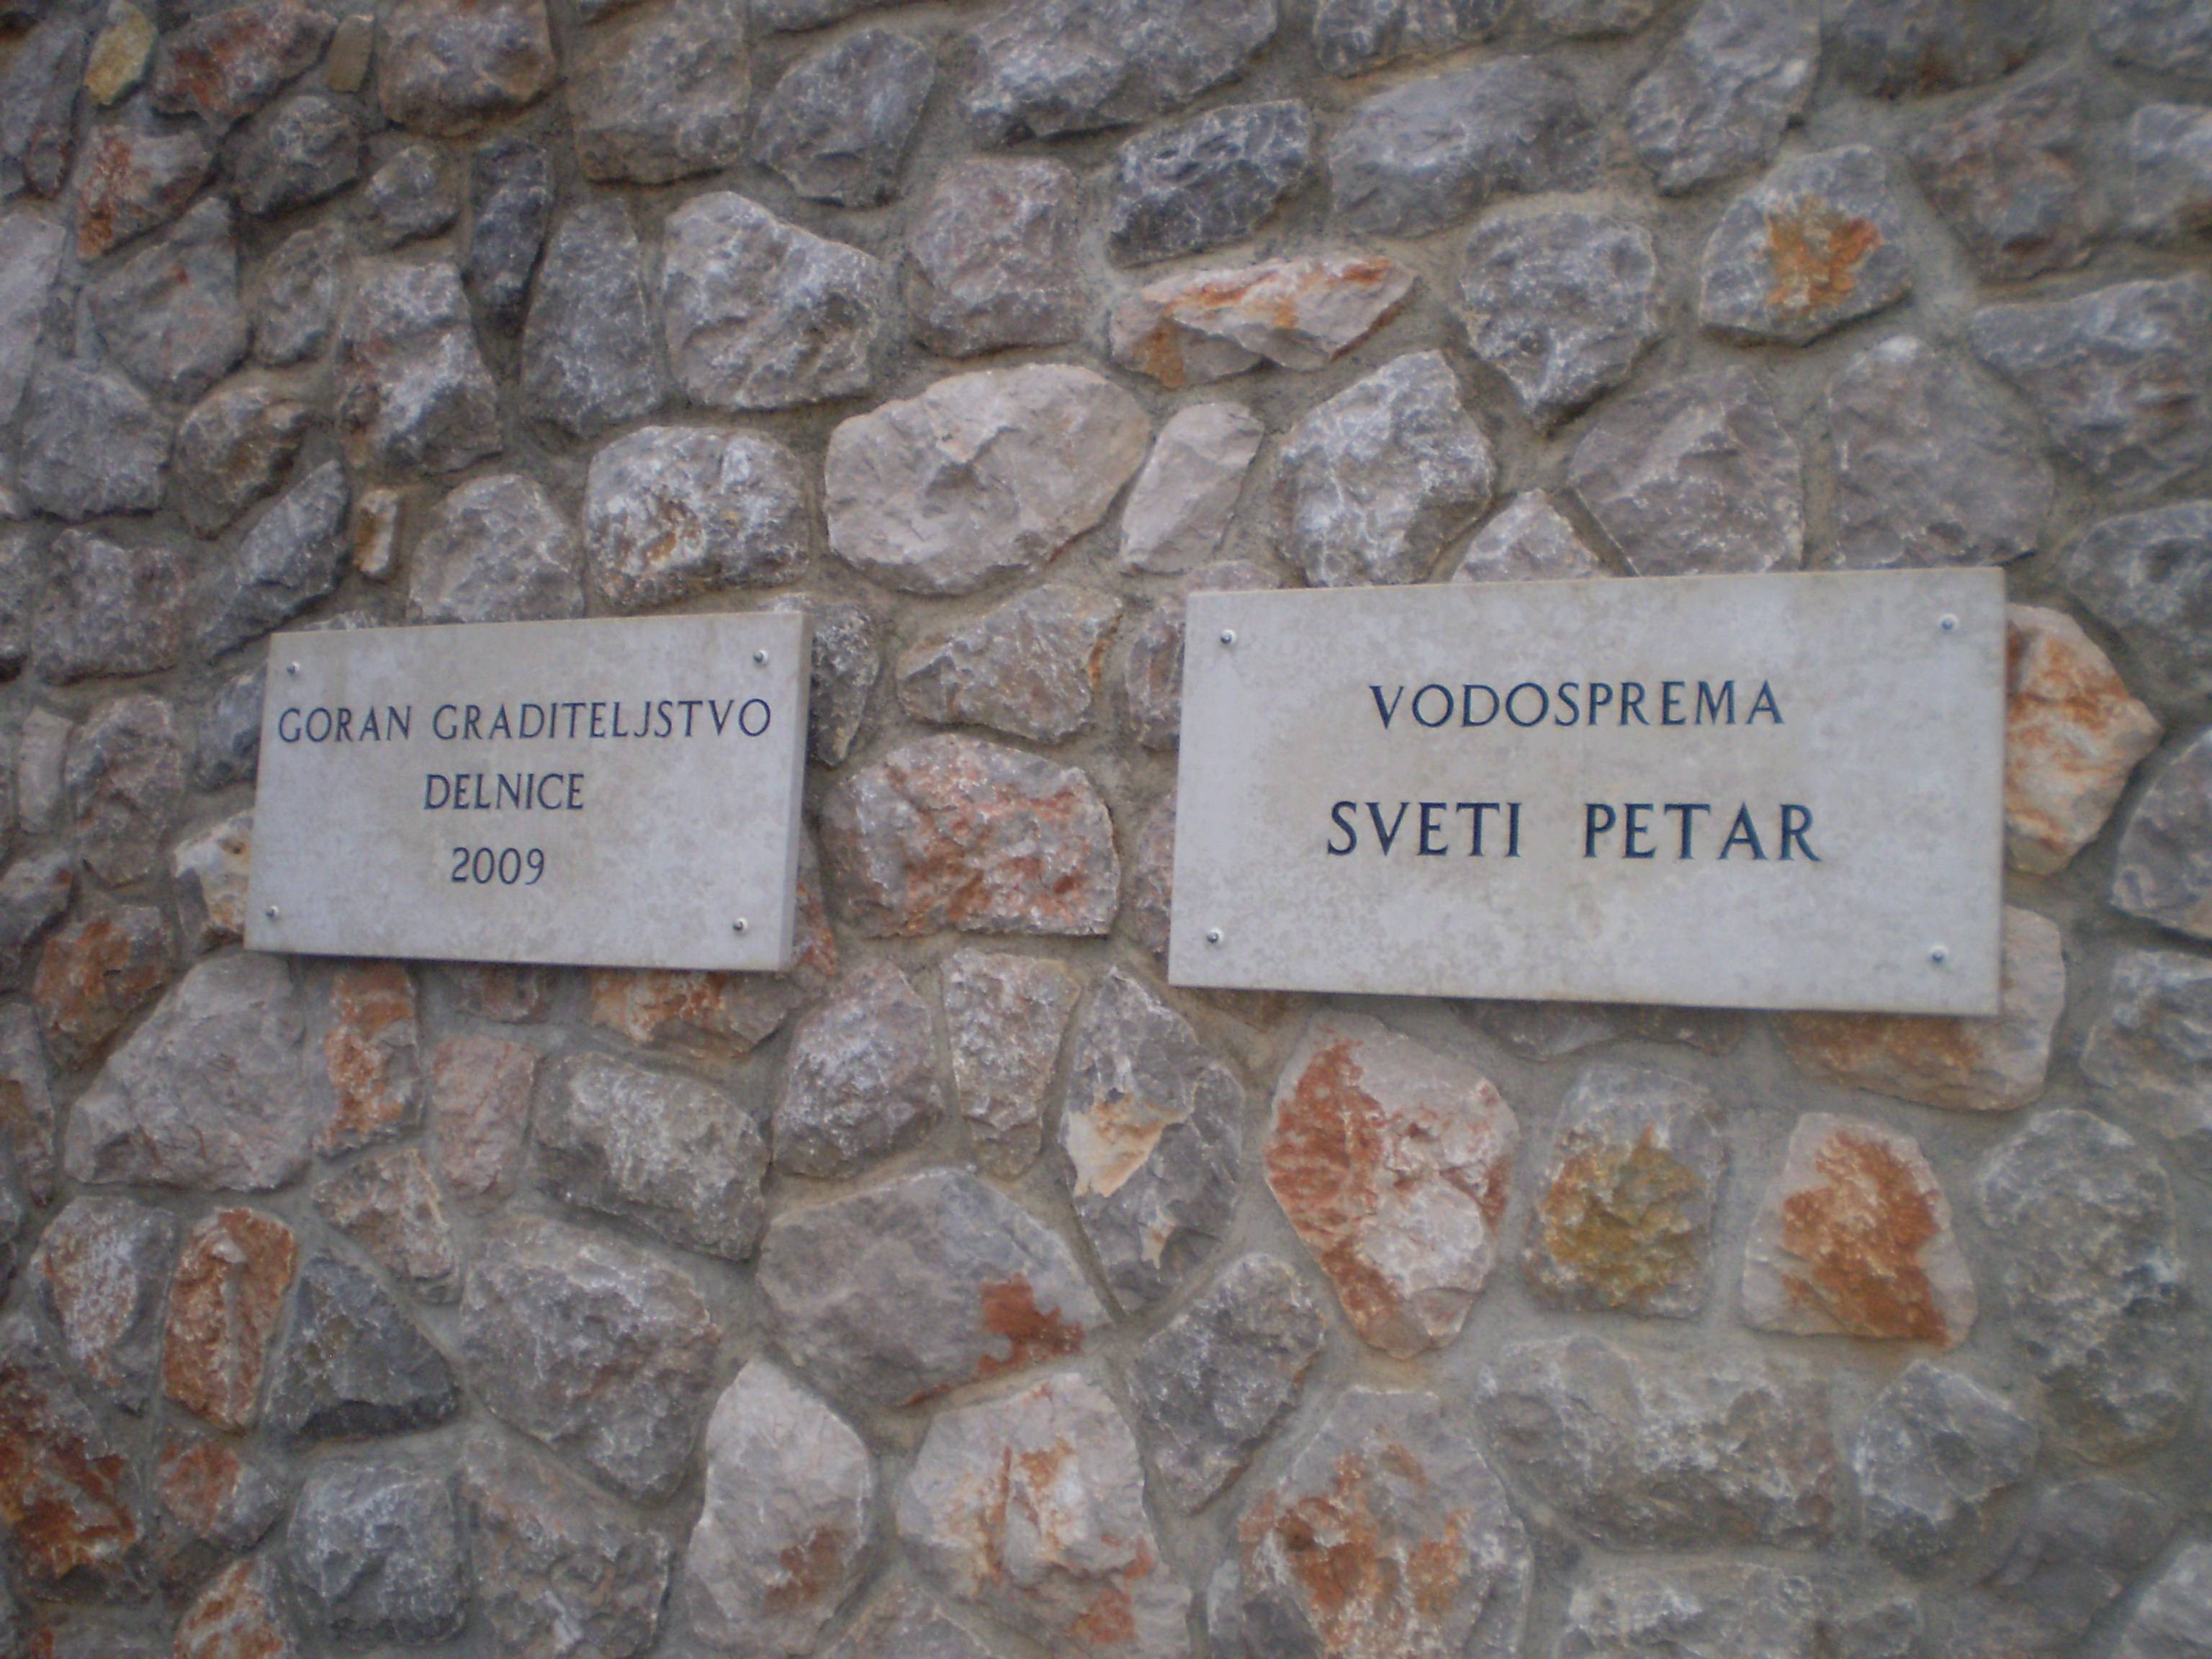 GORAN GRADITELJSTVO
DELNICE
2009
VODOSPREMA
SVETI PETAR